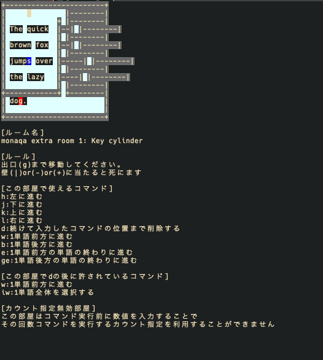 +----------------------+
The quick
brown fox
jumps over
the lazy
dog.
+----------------------+
[ルーム名]
monaqa extra room 1: Key cylinder
[ルール]
出口(g)まで移動してください。
壁(|)or(-)or(+)に当たると死にます
[この部屋で使えるコマンド]
h:左に進む
j:下に進む
k:上に進む
l:右に進む
d:続けて入力したコマンドの位置まで削除する
w:1単語前方に進む
b:1単語後方に進む
e:1単語前方の単語の終わりに進む
ge:1単語後方の単語の終わりに進む
[この部屋でdの後に許されているコマンド]
w:1単語前方に進む
iw:1単語全体を選択する
[カウント指定無効部屋]
この部屋はコマンド実行前に数値を入力することで
その回数コマンドを実行するカウント指定を利用することができません